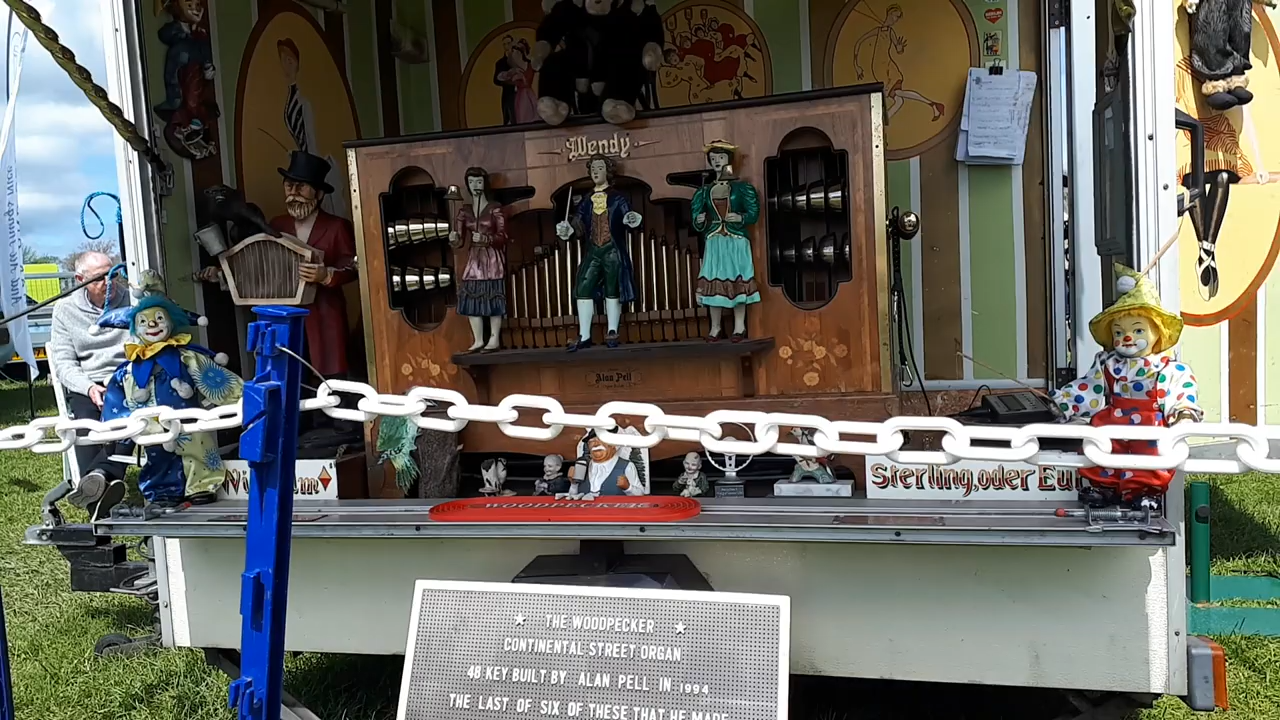 Wendy
Alan Pell
Sterling,oder Eu
WOODPECKER
THE WOODPECKER
CONTINENTAL STREET ORGAN
48 KEY BUILT BY ALAN PELL IN 1994
THE LAST OF SIX OF THESE THAT HE MADE